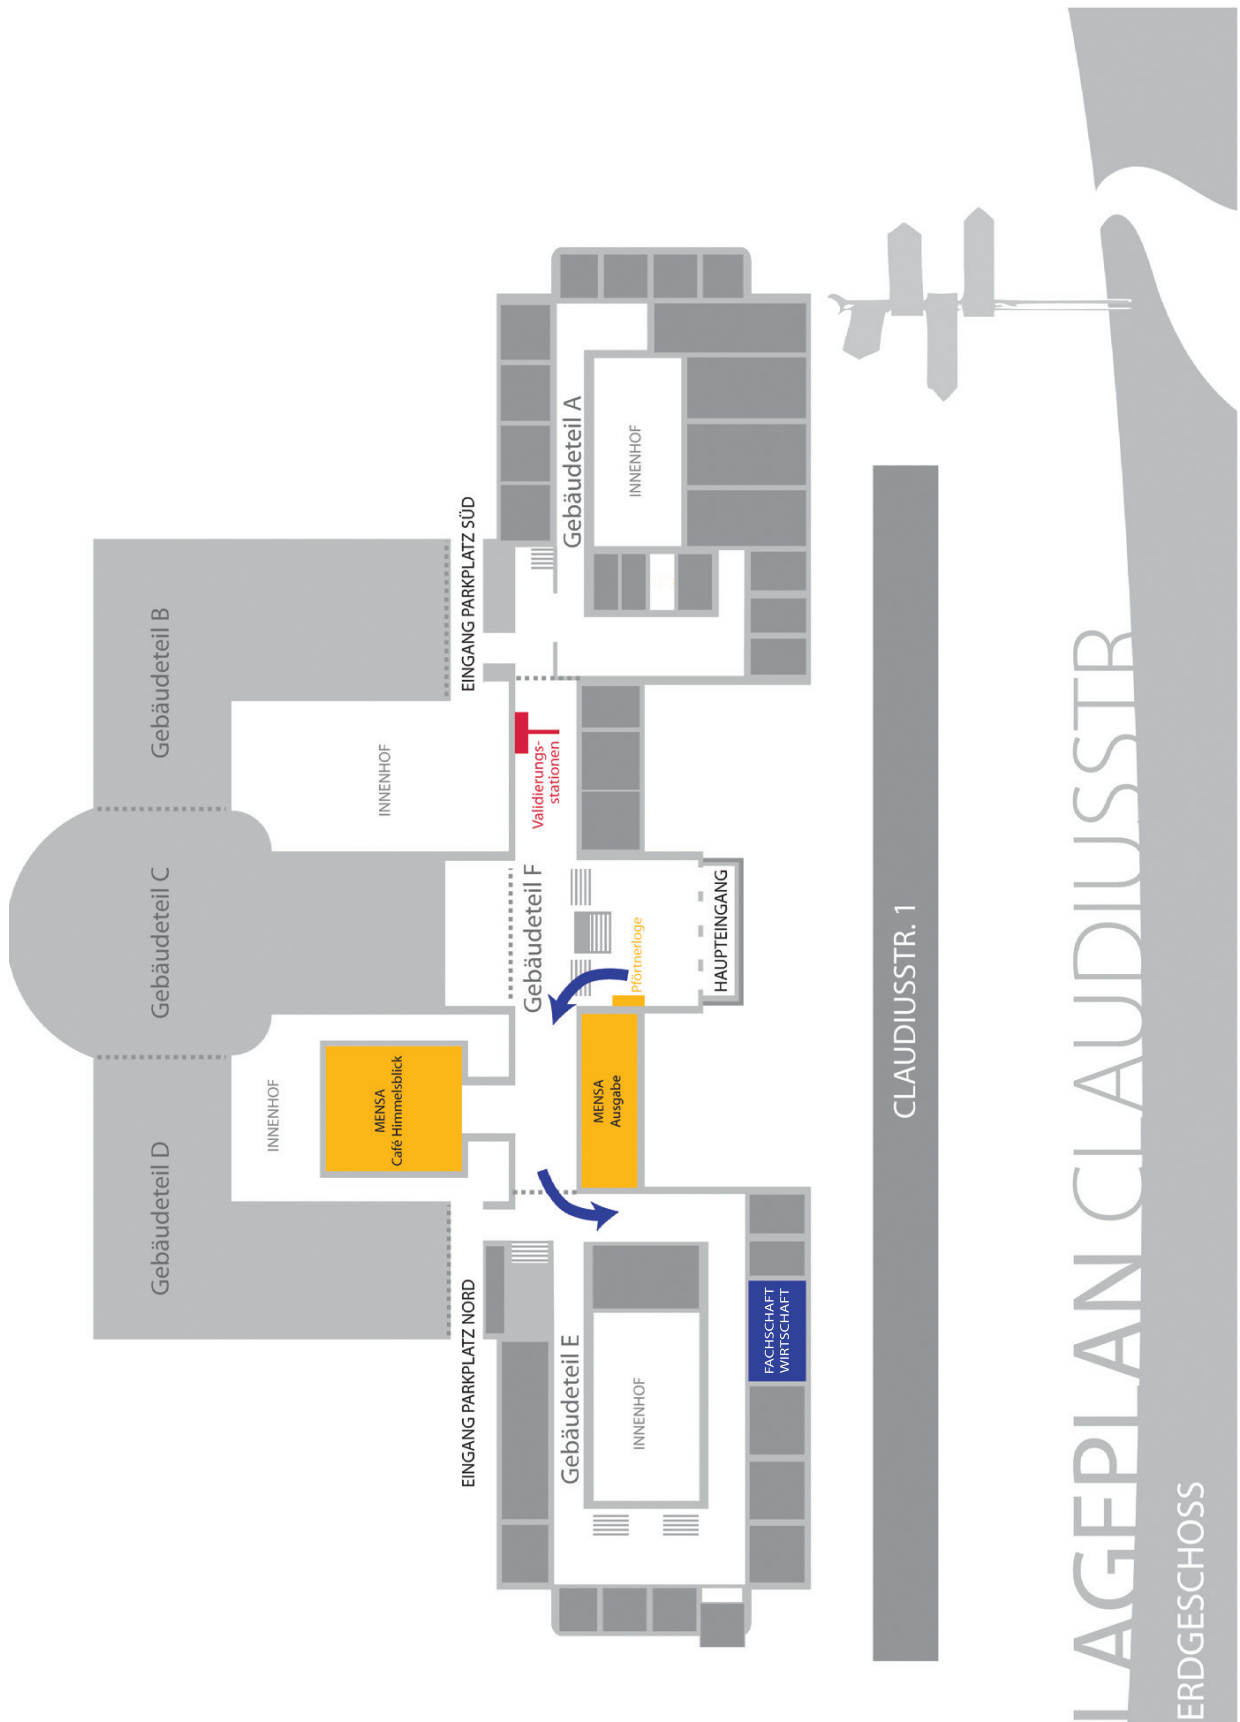 Gebäudeteil D
Gebäudeteil C
Gebäudeteil B
INNENHOF
INNENHOF
MENSA
Café Himmelsblick
EINGANG PARKPLATZ NORD
EINGANG PARKPLATZ SÜD
Gebäudeteil F
Validierungs-
stationen
Gebäudeteil E
Gebäudeteil A
MENSA
Ausgabe
Pförtnerloge
INNENHOF
INNENHOF
HAUPTEINGANG
FACHSCHAFT
WIRTSCHAFT
CLAUDIUSSTR. 1
LAGEPLAN CLAUDIUSSTR
ERDGESCHOSS